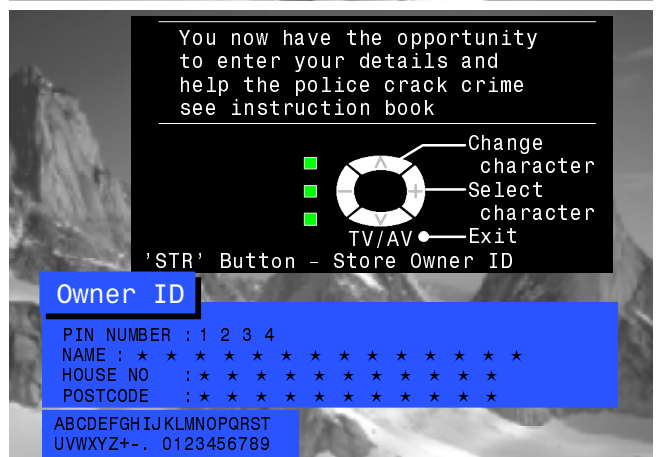 You now have the opportunity
to enter your details and
help the police crack crime
see instruction book
Change
character
Select
character
TV/AV
Exit
'STR' Button – Store Owner ID
Owner ID
PIN NUMBER : 1 2 3 4
NAME : ★ ★ ★ ★ ★ ★ ★ ★ ★ ★ ★ ★ ★ ★
HOUSE NO : ★ ★ ★ ★ ★ ★ ★ ★ ★ ★ ★
POSTCODE : ★ ★ ★ ★ ★ ★ ★ ★ ★ ★ ★
ABCDEFGHIJKLMNOPQRST
UVWXYZ+-. 0123456789